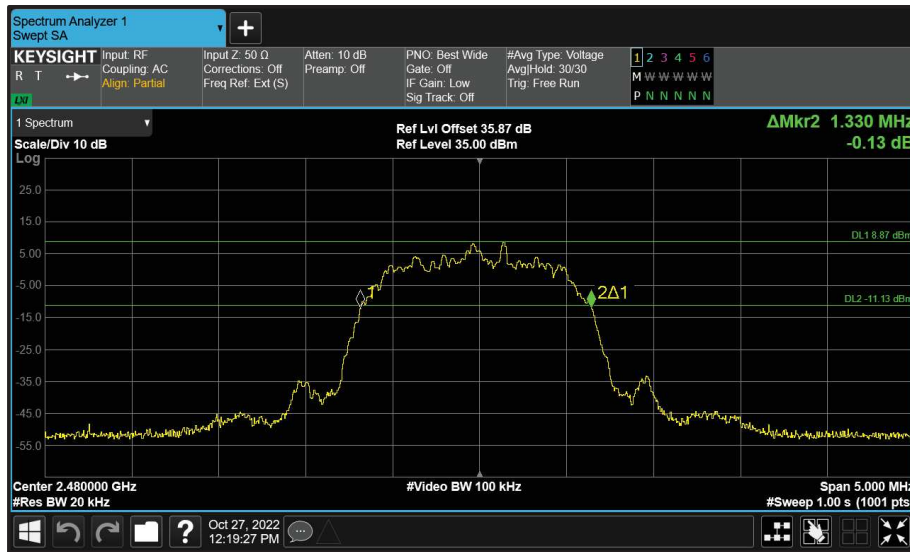 Spectrum Analyzer 1
Swept SA
+
KEYSIGHT
R T
LXI
Input: RF
Coupling: AC
Align: Partial
Input Z: 50 Ω
Corrections: Off
Freq Ref: Ext (S)
Atten: 10 dB
Preamp: Off
PNO: Best Wide
Gate: Off
IF Gain: Low
Sig Track: Off
#Avg Type: Voltage
Avg|Hold: 30/30
Trig: Free Run
1 2 3 4 5 6
M W W W W W
P N N N N N
1 Spectrum
Scale/Div 10 dB
Log
Ref Lvl Offset 35.87 dB
Ref Level 35.00 dBm
ΔMkr2 1.330 MHz
-0.13 dB
25.0
15.0
5.00
-5.00
-15.0
-25.0
-35.0
-45.0
-55.0
DL1 8.87 dBm
1
2Δ1
DL2 -11.13 dBm
Center 2.480000 GHz
#Res BW 20 kHz
#Video BW 100 kHz
Span 5.000 MHz
#Sweep 1.00 s (1001 pts
?
Oct 27, 2022
12:19:27 PM